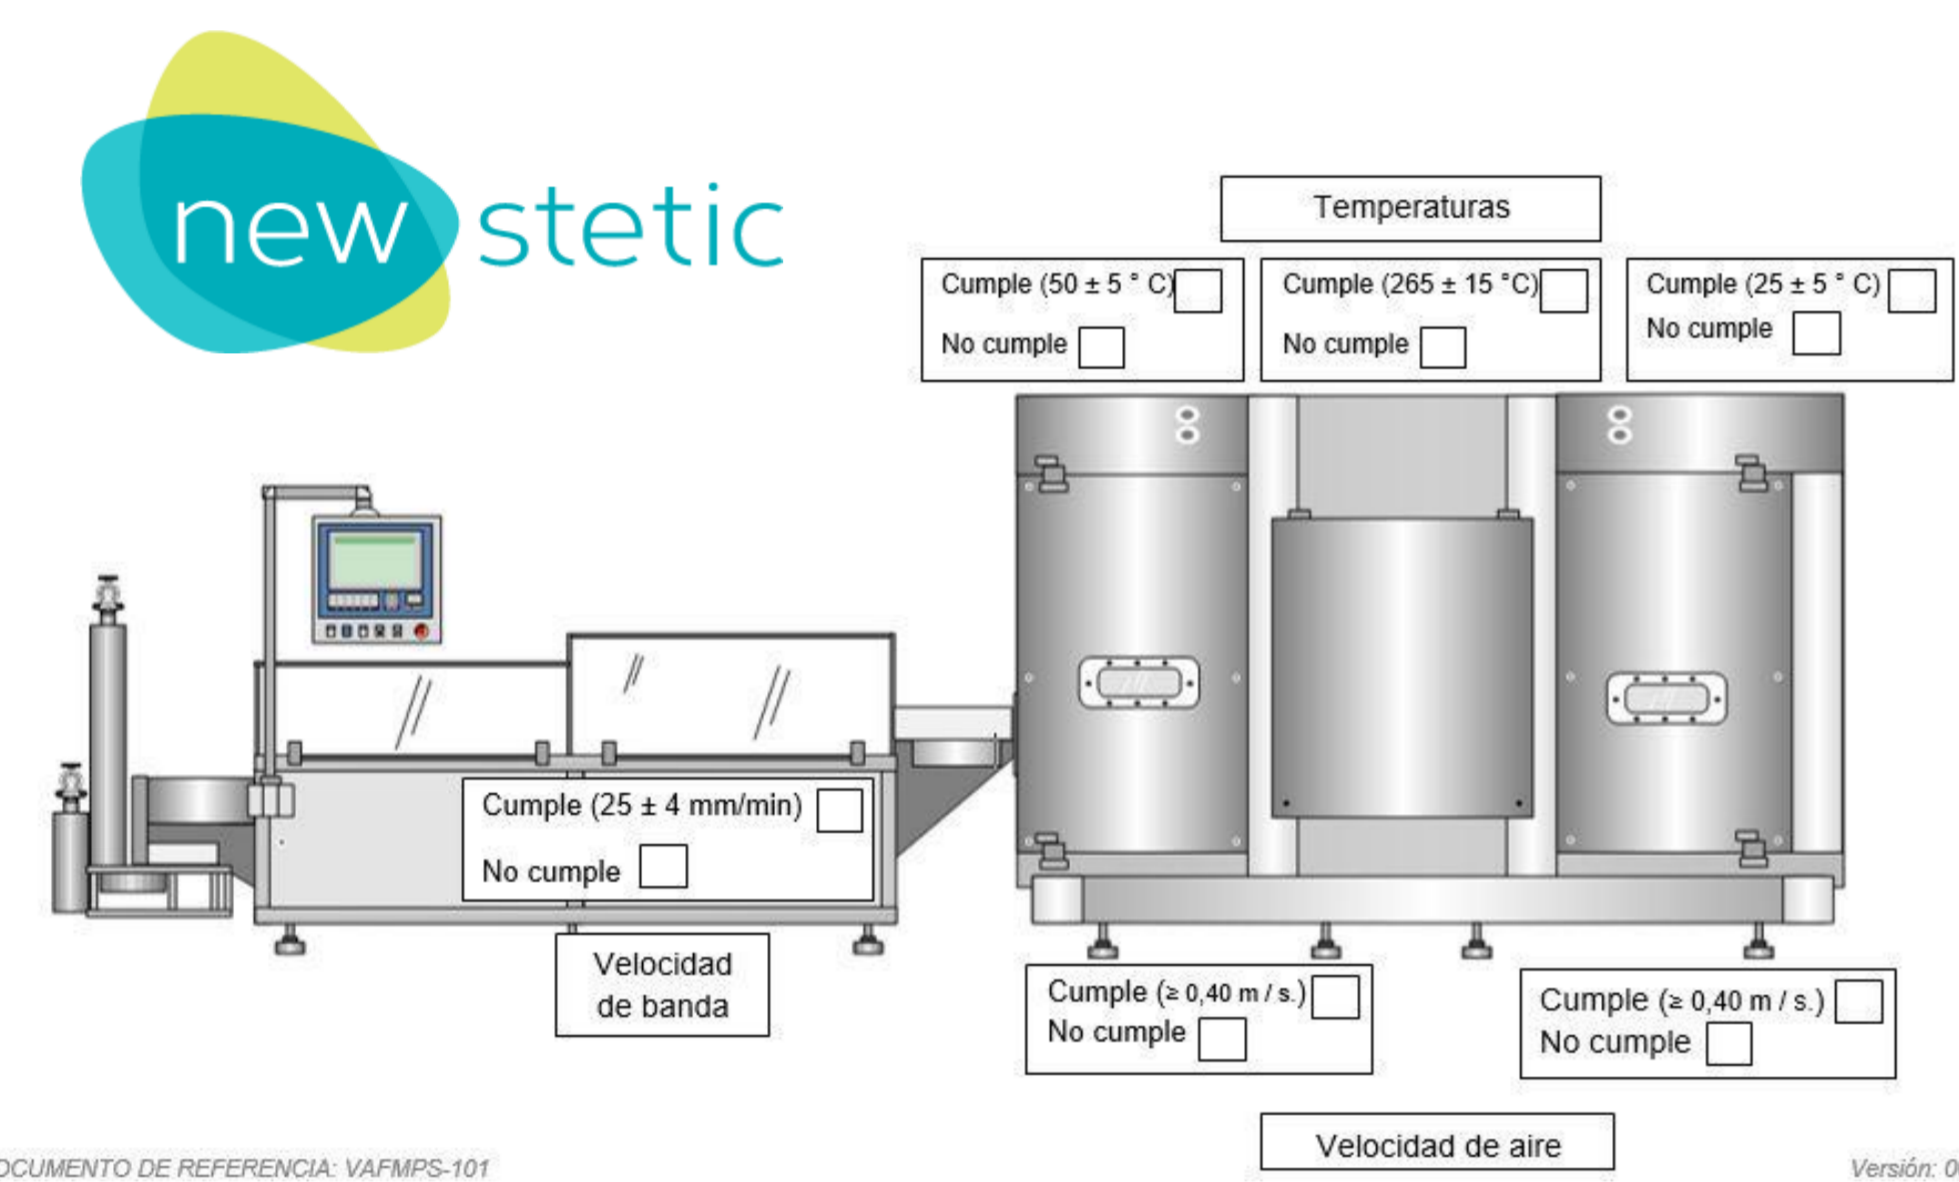 new stetic
Temperaturas
Cumple (50 ± 5 ° C)
No cumple
Cumple (265 ± 15 °C)
No cumple
Cumple (25 ± 5 ° C)
No cumple
Cumple (25 ± 4 mm/min)
No cumple
Velocidad
de banda
Cumple (≥ 0,40 m / s.)
No cumple
Cumple (≥ 0,40 m / s.)
No cumple
Velocidad de aire
OCUMENTO DE REFERENCIA: VAFMPS-101
Versión: 0